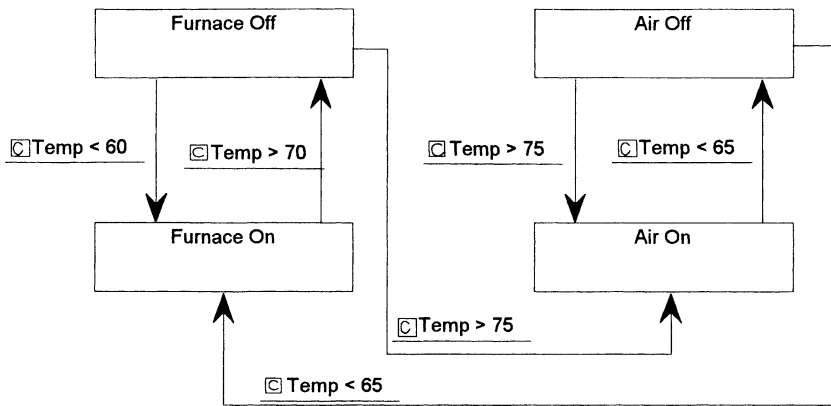 Furnace Off
Air Off
C Temp < 60
C Temp > 70
C Temp > 75
C Temp < 65
Furnace On
Air On
C Temp > 75
C Temp < 65